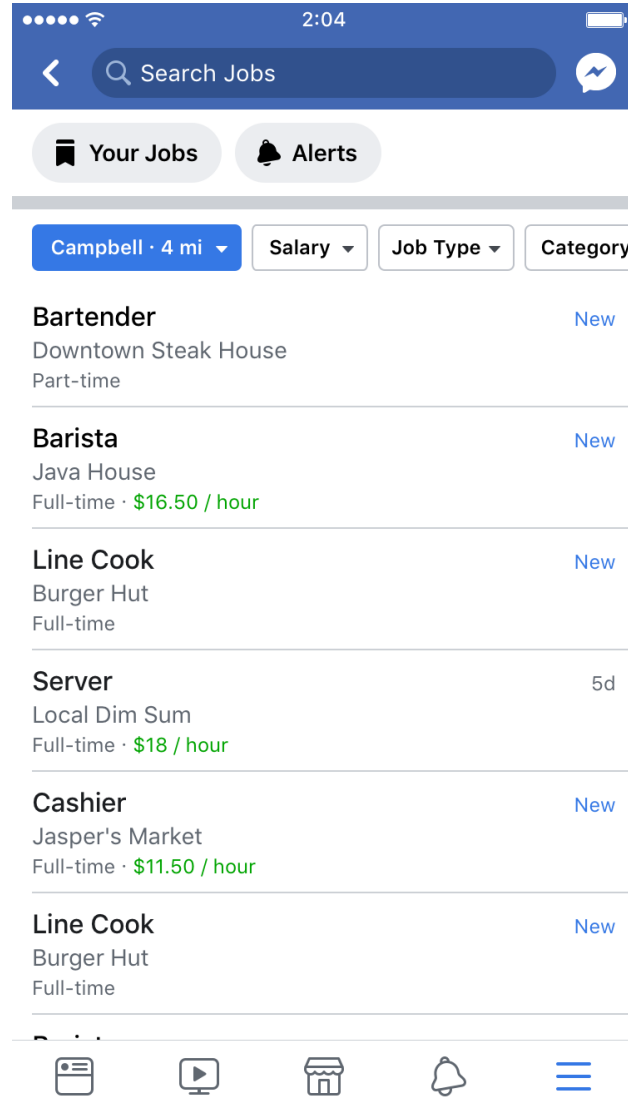 2:04
Search Jobs
Your Jobs Alerts
Campbell · 4 mi Salary Job Type Category
Bartender New
Downtown Steak House
Part-time
Barista New
Java House
Full-time · $16.50 / hour
Line Cook New
Burger Hut
Full-time
Server 5d
Local Dim Sum
Full-time · $18 / hour
Cashier New
Jasper's Market
Full-time · $11.50 / hour
Line Cook New
Burger Hut
Full-time